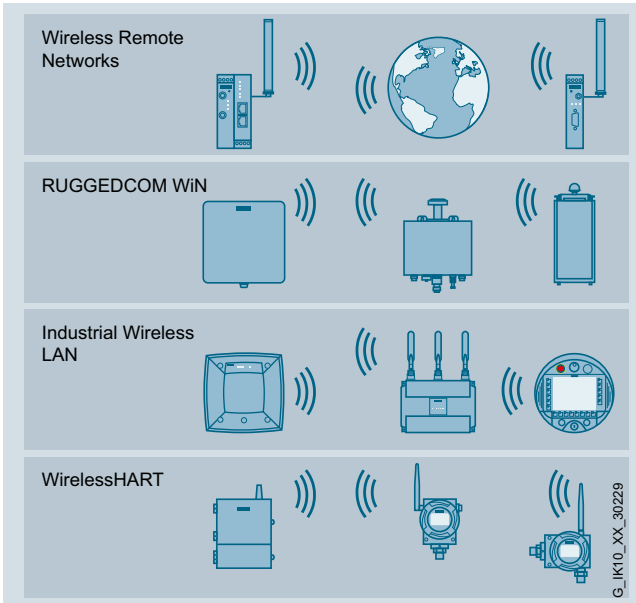 Wireless Remote
Networks
RUGGEDCOM WiN
Industrial Wireless
LAN
WirelessHART
G_IK10_XX_30229